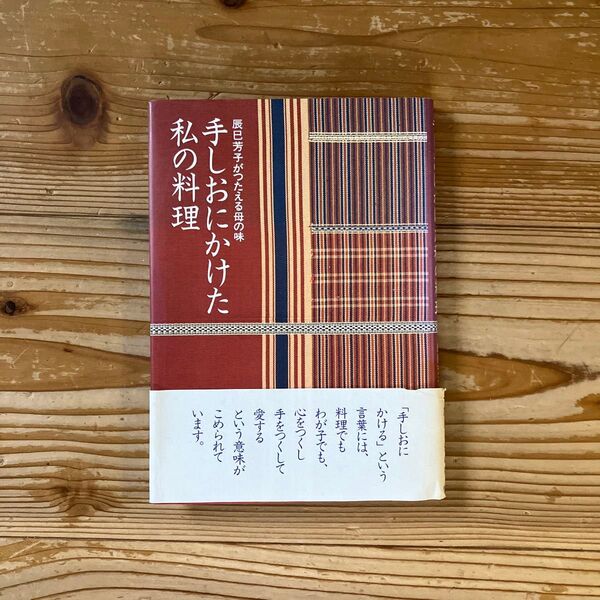 辰巳芳子がつたえる母の味
手しおにかけた
私の料理
「手しおに
かける」という
言葉には、
料理でも
わが子でも、
心をつくし
手をつくして
愛する
という意味が
こめられて
います。